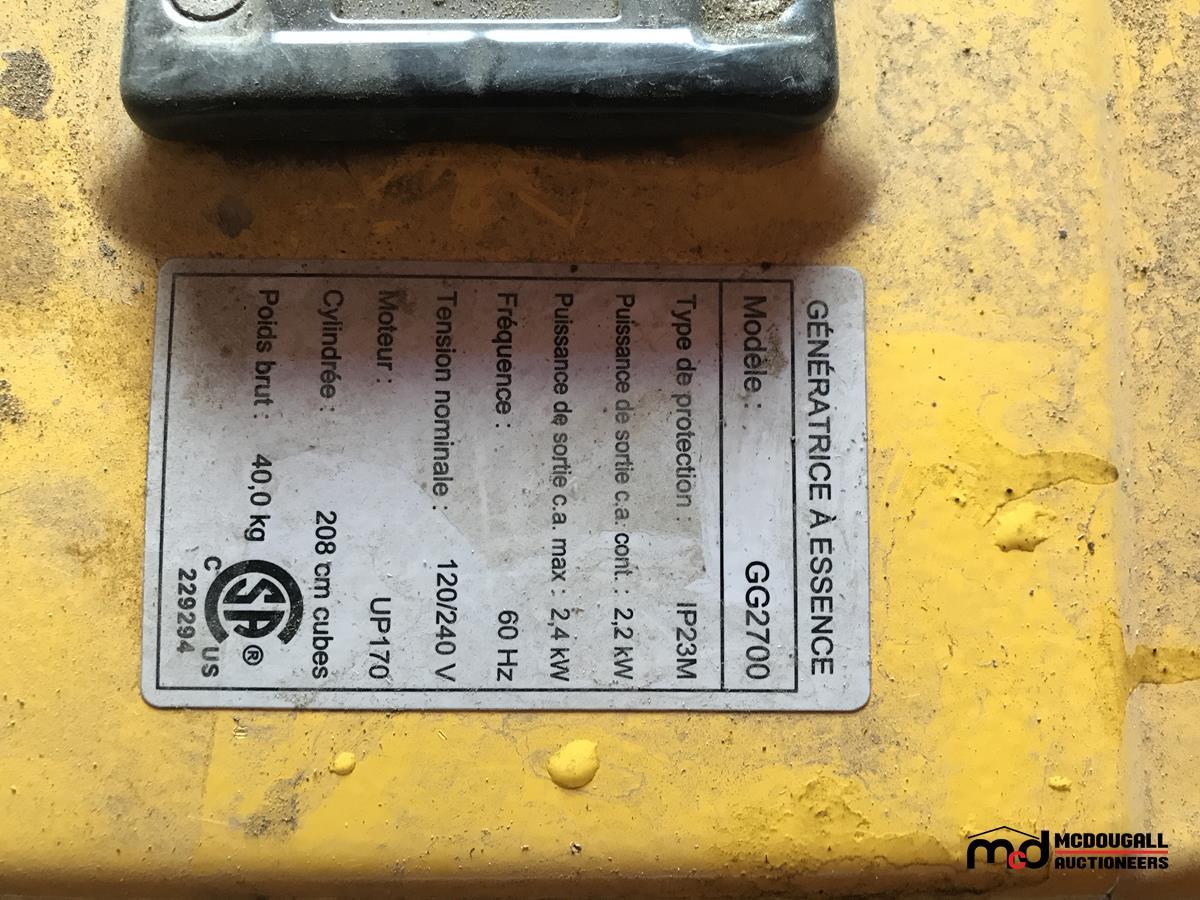 GÉNÉRATRICE À ESSENCE
Modèle : GG2700
Type de protection : IP23M
Puissance de sortie c.a. cont. : 2,2 kW
Puissance de sortie c.a. max : 2,4 kW
Fréquence : 60 Hz
Tension nominale : 120/240 V
Moteur : UP170
Cylindrée : 208 cm cubes
Poids brut : 40,0 kg
SA®
C US
229294
mcd MCDOUGALL
AUCTIONEERS